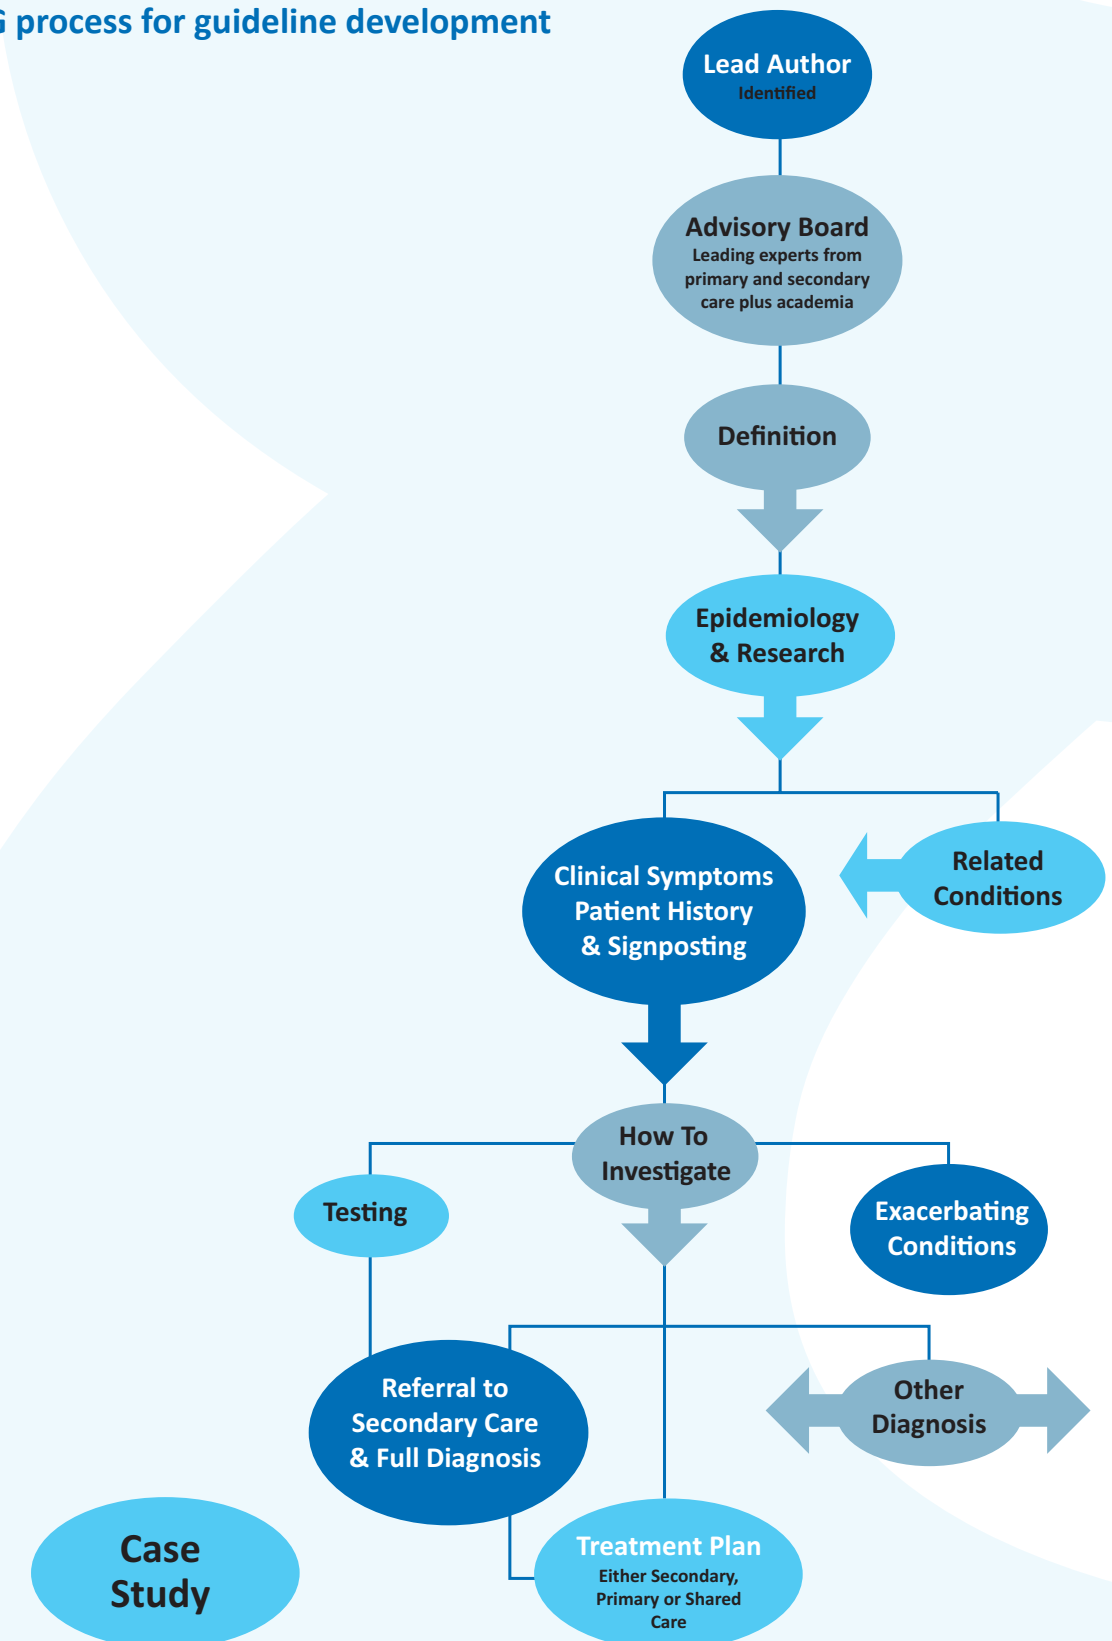 G process for guideline development
Lead Author
Identified
Advisory Board
Leading experts from
primary and secondary
care plus academia
Definition
Epidemiology
& Research
Clinical Symptoms
Patient History
& Signposting
Related
Conditions
How To
Investigate
Testing
Exacerbating
Conditions
Referral to
Secondary Care
& Full Diagnosis
Other
Diagnosis
Case
Study
Treatment Plan
Either Secondary,
Primary or Shared
Care